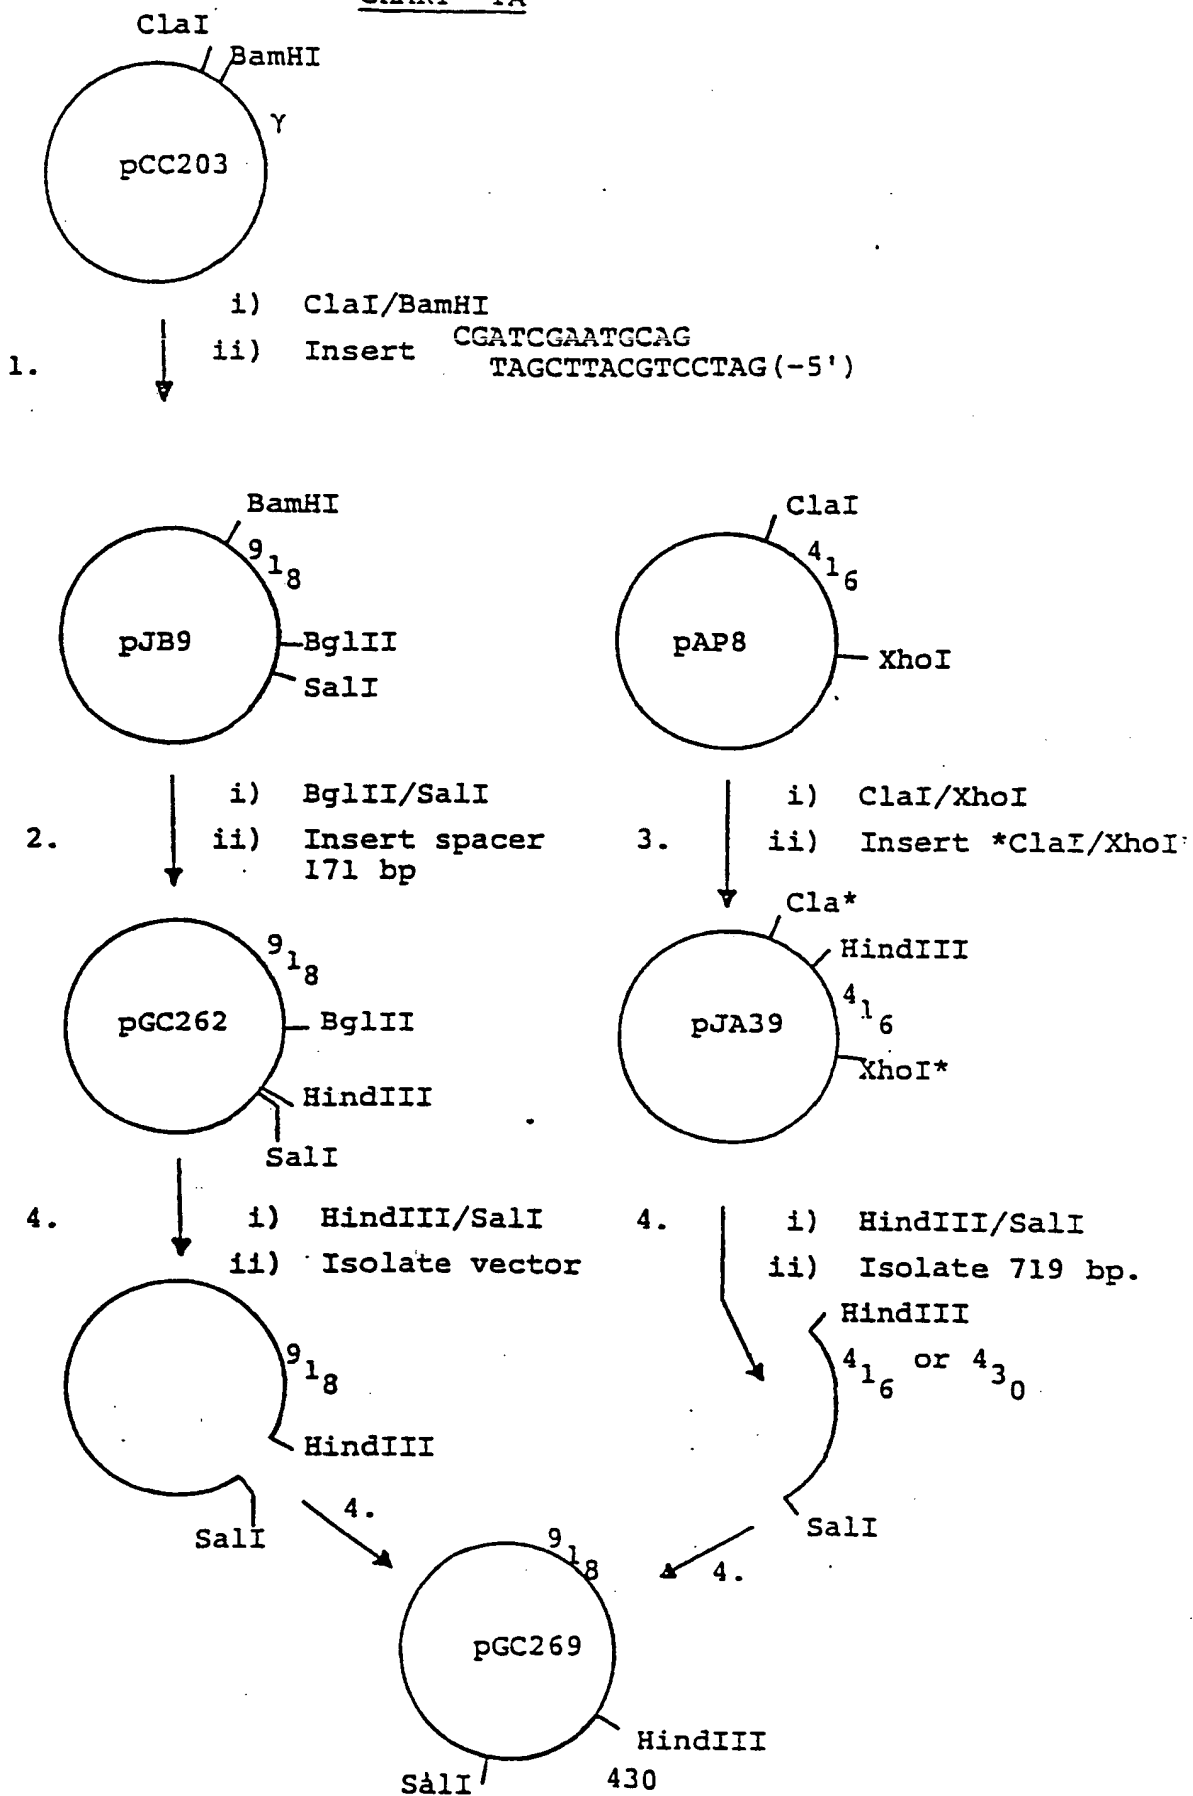 ClaI
BamHI
γ
pCC203
i) ClaI/BamHI
1. ii) Insert CGATCGAATGCAG
TAGCTTACGTCCTAG(-5')
BamHI
918
pJB9
BglII
SalI
ClaI
416
pAP8
XhoI
2. i) BglII/SalI
ii) Insert spacer
I71 bp
3. i) ClaI/XhoI
ii) Insert *ClaI/XhoI
918
pGC262
BglII
HindIII
SalI
Cla*
HindIII
416
pJA39
XhoI*
4. i) HindIII/SalI
ii) Isolate vector
4. i) HindIII/SalI
ii) Isolate 719 bp.
918
HindIII
SalI
4.
HindIII
416 or 430
SalI
4.
918
pGC269
HindIII
430
SalI